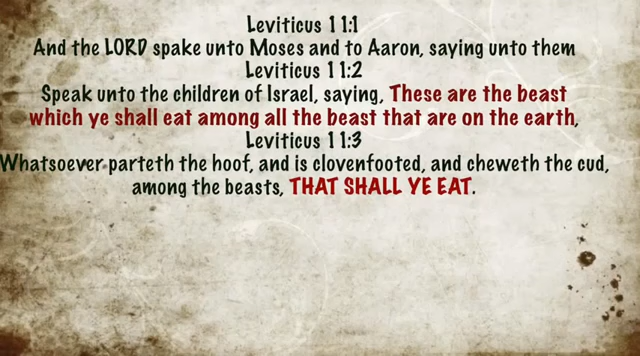 Leviticus 11:1
And the LORD spake unto Moses and to Aaron, saying unto them
Leviticus 11:2
Speak unto the children of Israel, saying, These are the beast
which ye shall eat among all the beast that are on the earth,
Leviticus 11:3
Whatsoever parteth the hoof, and is clovenfooted, and cheweth the cud,
among the beasts, THAT SHALL YE EAT.